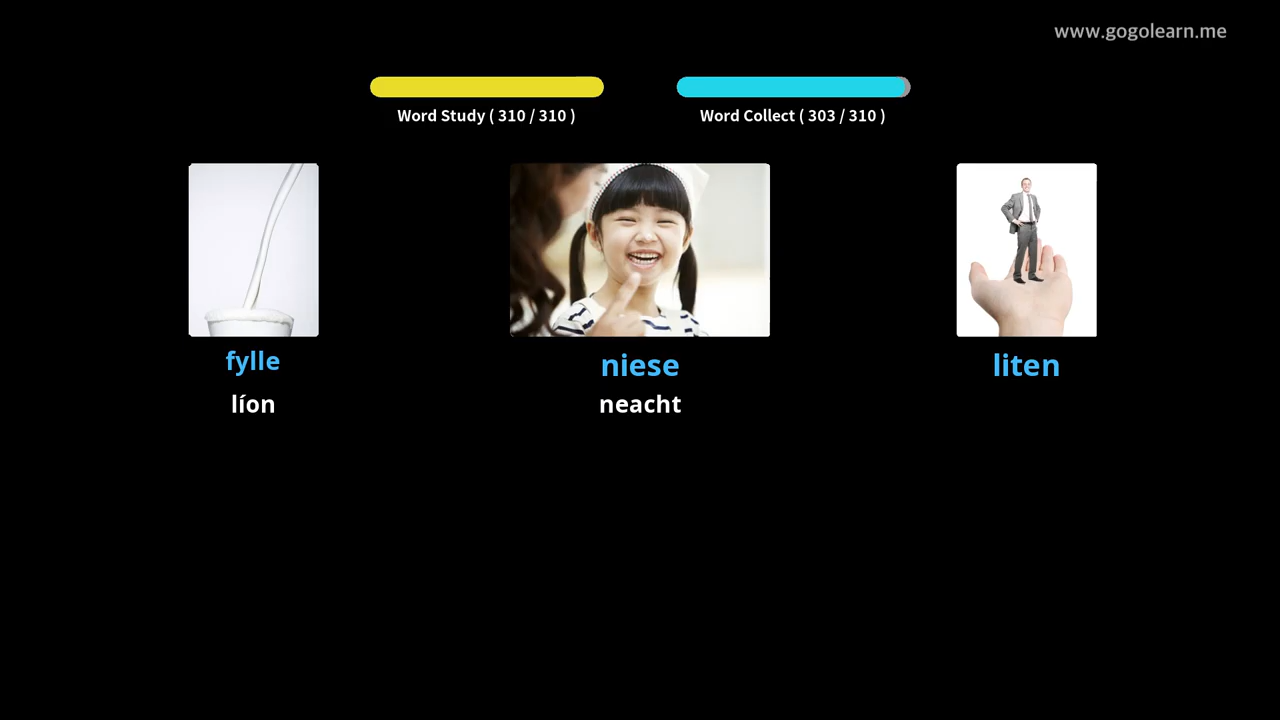 www.gogolearn.me
Word Study ( 310 / 310 )
Word Collect ( 303 / 310 )
fylle
niese
liten
líon
neacht